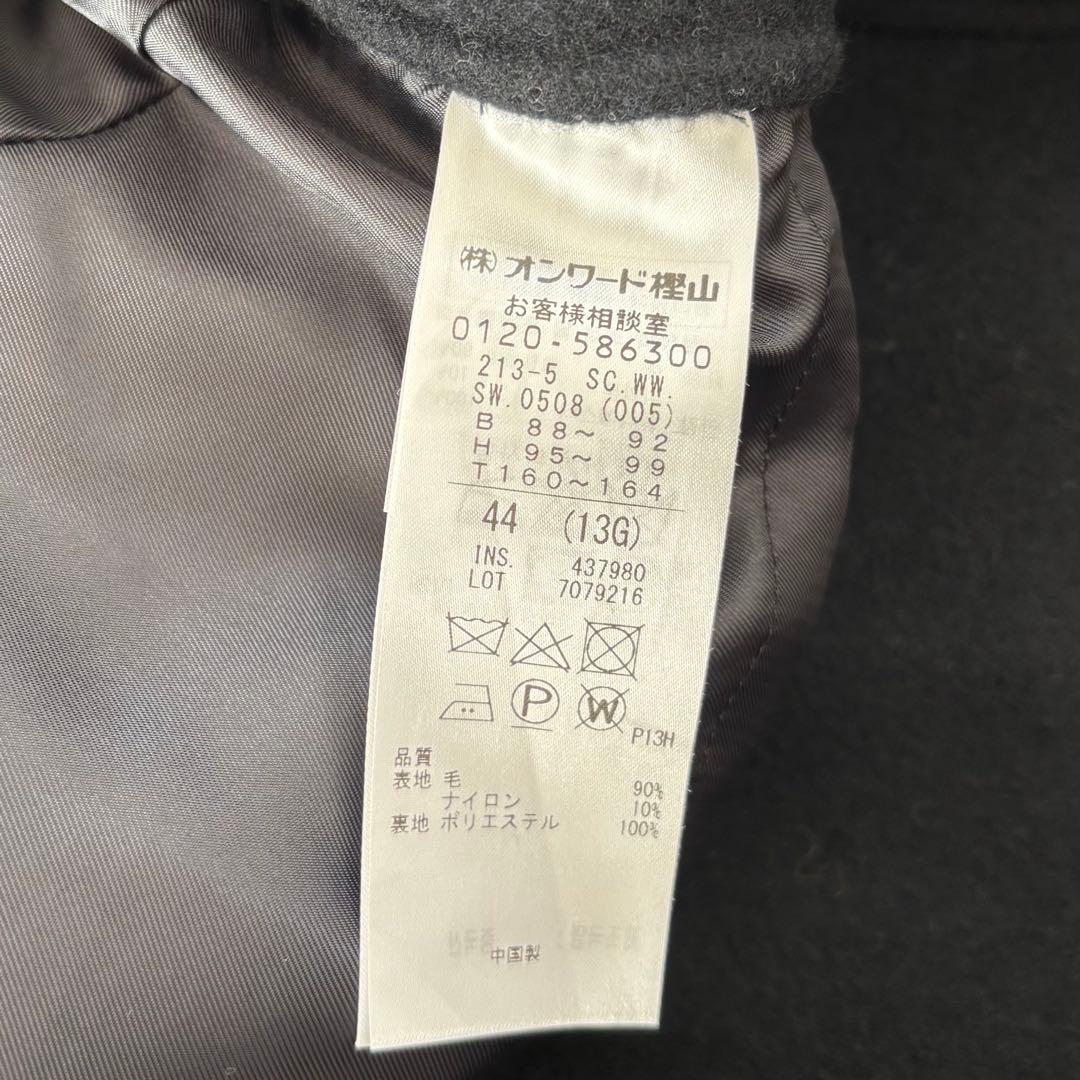 (株)オンワード樫山
お客様相談室
0120-586300
213-5 SC.WW.
SW.0508 (005)
B 88～ 92
H 95～ 99
T160～164
44 (13G)
INS. 437980
LOT 7079216
P W P13H
品質
表地 毛 90%
ナイロン 10%
裏地 ポリエステル 100%
中国製